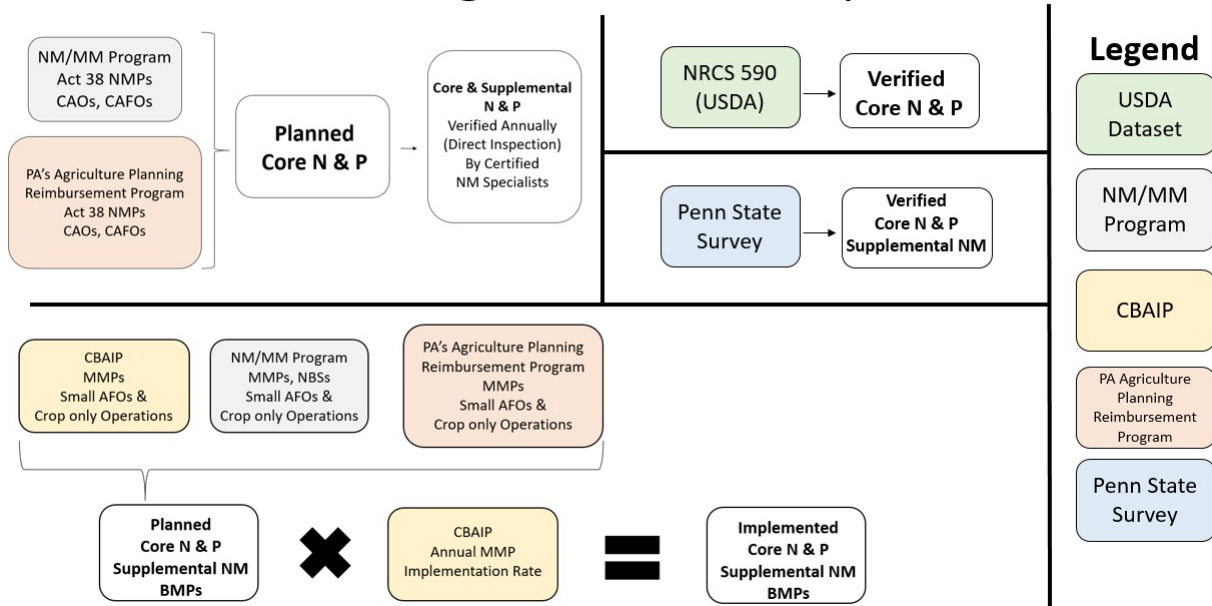 NM/MM Program
Act 38 NMPs
CAOs, CAFOs
PA's Agriculture Planning
Reimbursement Program
Act 38 NMPs
CAOs, CAFOs
Planned
Core N & P
Core & Supplemental
N & P
Verified Annually
(Direct Inspection)
By Certified
NM Specialists
NRCS 590
(USDA)
Verified
Core N & P
Penn State
Survey
Verified
Core N & P
Supplemental NM
CBAIP
MMPs
Small AFOs &
Crop only Operations
NM/MM Program
MMPs, NBSs
Small AFOs &
Crop only Operations
PA's Agriculture Planning
Reimbursement Program
MMPs
Small AFOs &
Crop only Operations
Planned
Core N & P
Supplemental NM
BMPs
CBAIP
Annual MMP
Implementation Rate
Implemented
Core N & P
Supplemental NM
BMPs
Legend
USDA
Dataset
NM/MM
Program
CBAIP
PA Agriculture
Planning
Reimbursement
Program
Penn State
Survey